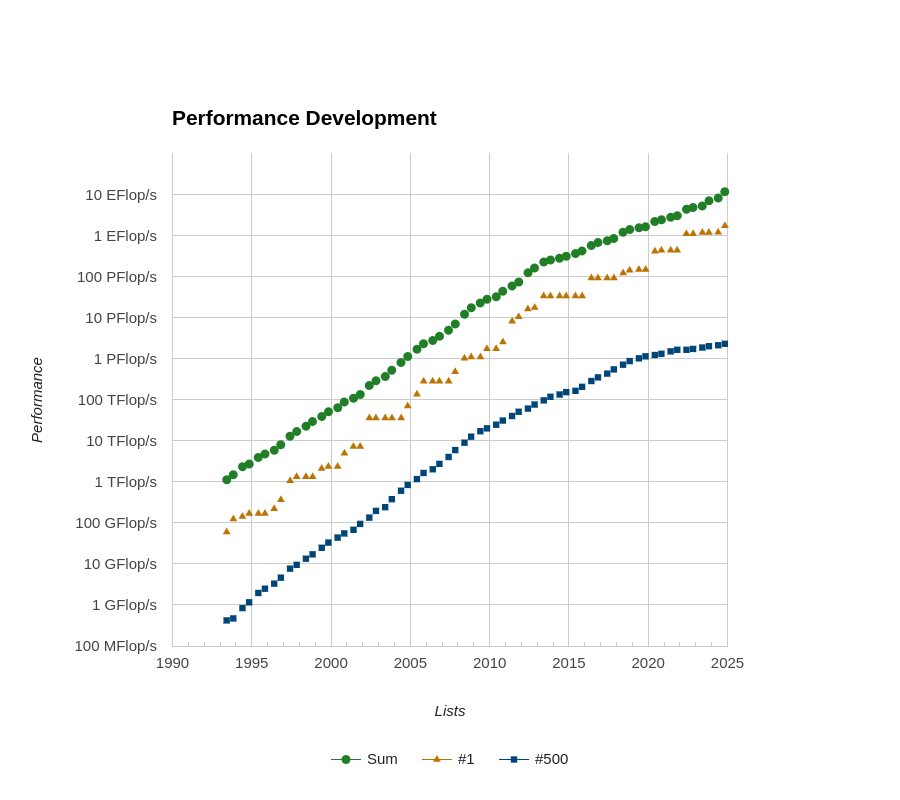 Performance Development
10 EFlop/s
1 EFlop/s
100 PFlop/s
10 PFlop/s
1 PFlop/s
100 TFlop/s
10 TFlop/s
1 TFlop/s
100 GFlop/s
10 GFlop/s
1 GFlop/s
100 MFlop/s
Performance
1990 1995 2000 2005 2010 2015 2020 2025
Lists
Sum #1 #500